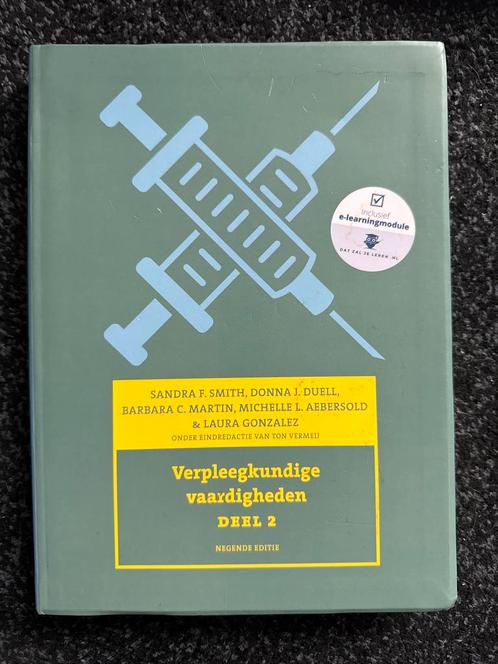 Inclusief
e-learningmodule
DAT ZAL JE LEREN .NL
SANDRA F. SMITH, DONNA J. DUELL,
BARBARA C. MARTIN, MICHELLE L. AEBERSOLD
& LAURA GONZALEZ
ONDER EINDREDACTIE VAN TON VERMEIJ
Verpleegkundige
vaardigheden
DEEL 2
NEGENDE EDITIE